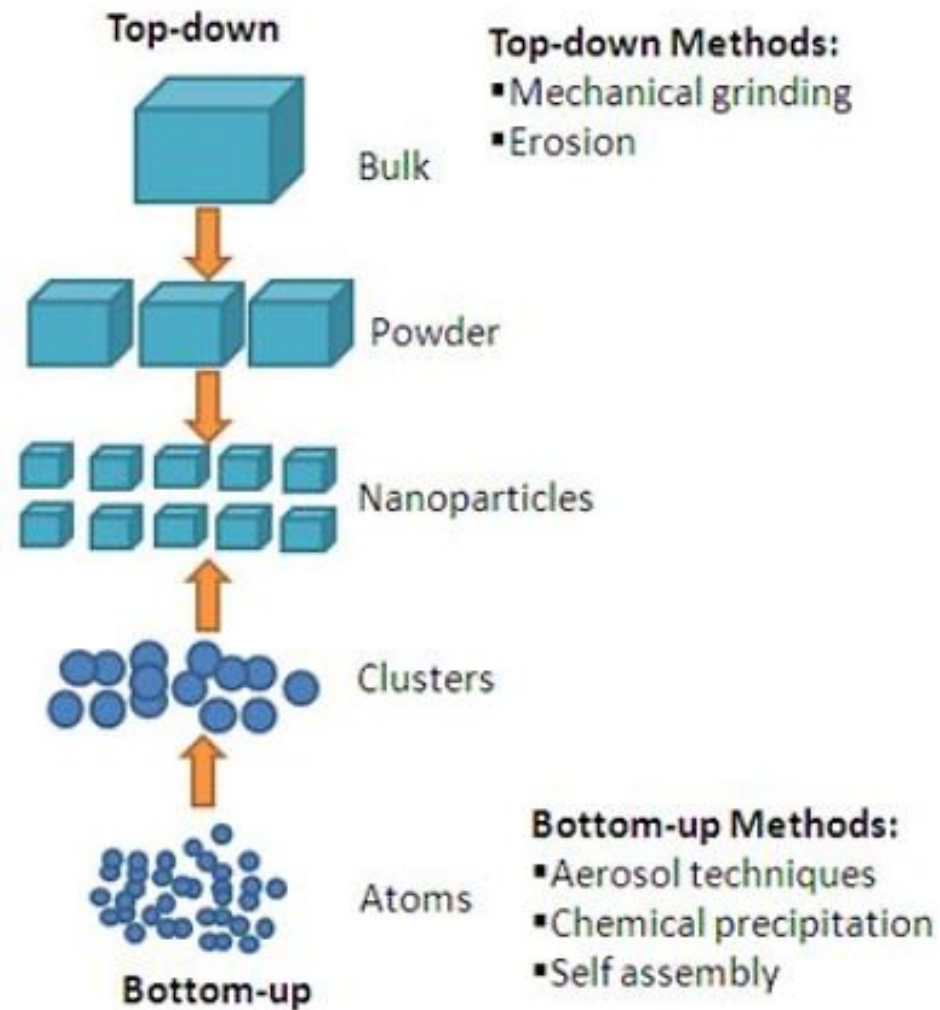 Top-down
Top-down Methods:
▪Mechanical grinding
▪Erosion
Bulk
Powder
Nanoparticles
Clusters
Atoms
Bottom-up Methods:
▪Aerosol techniques
▪Chemical precipitation
▪Self assembly
Bottom-up